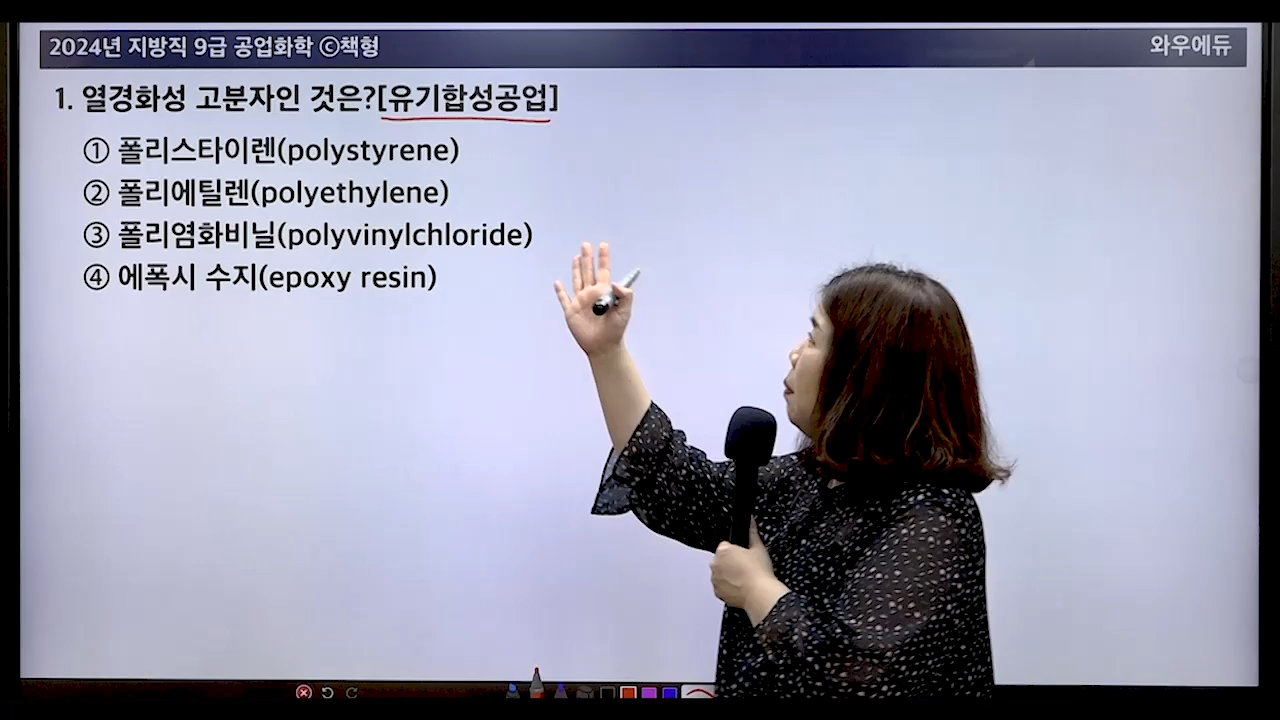 2024년 지방직 9급 공업화학 ⓒ책형
와우에듀
1. 열경화성 고분자인 것은?[유기합성공업]
① 폴리스타이렌(polystyrene)
② 폴리에틸렌(polyethylene)
③ 폴리염화비닐(polyvinylchloride)
④ 에폭시 수지(epoxy resin)